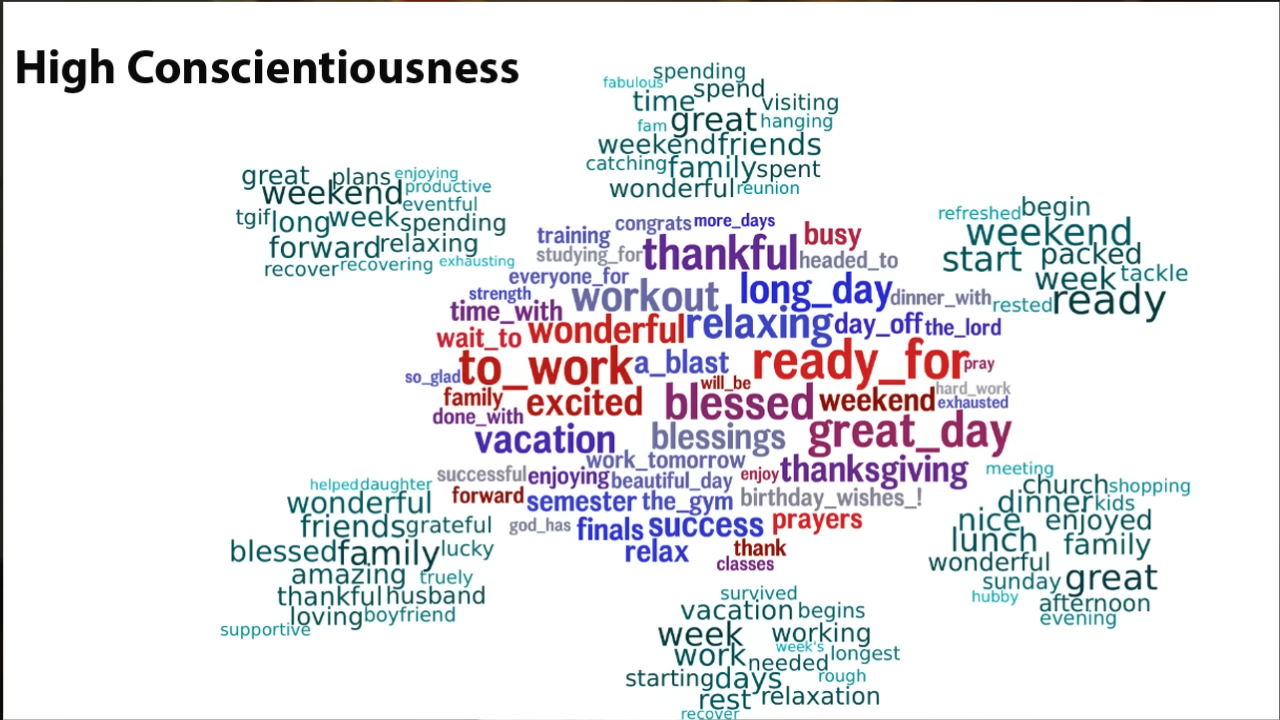 High Conscientiousness
spending
fabulous spend
time visiting
fam great hanging
weekend friends
catching family spent
wonderful reunion
great plans enjoying
weekend productive
eventful
tgif long week spending
forward relaxing
recover recovering exhausting
refreshed begin
weekend
start packed
week tackle
rested ready
congrats more_days
training busy
studying_for thankful headed_to
everyone_for
strength workout long_day dinner_with
time_with
wait_to wonderful relaxing day_off the_lord
to_work a_blast ready_for pray
so_glad will_be hard_work
family excited blessed weekend exhausted
done_with
vacation blessings great_day
work_tomorrow
successful enjoying beautiful_day enjoy thanksgiving
forward semester the_gym birthday_wishes_!
god_has finals success prayers
relax thank
classes
helped daughter
wonderful
friends grateful
blessed family lucky
amazing truely
thankful husband
loving boyfriend
supportive
meeting
church shopping
dinner kids
nice enjoyed
lunch family
wonderful
sunday great
hubby afternoon
evening
survived
vacation begins
week working
week's
work needed longest
starting days rough
rest relaxation
recover